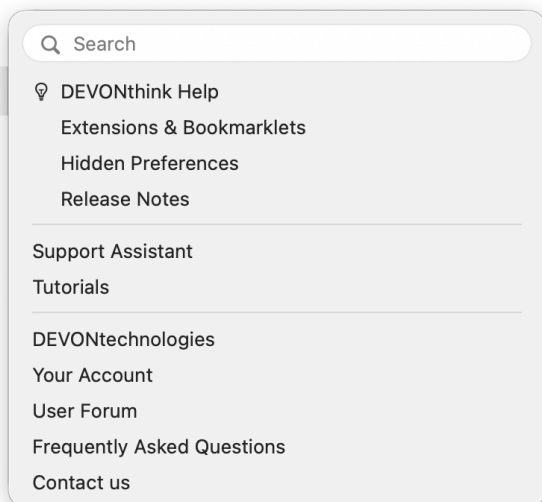 Search
DEVONthink Help
Extensions & Bookmarklets
Hidden Preferences
Release Notes
Support Assistant
Tutorials
DEVONtechnologies
Your Account
User Forum
Frequently Asked Questions
Contact us